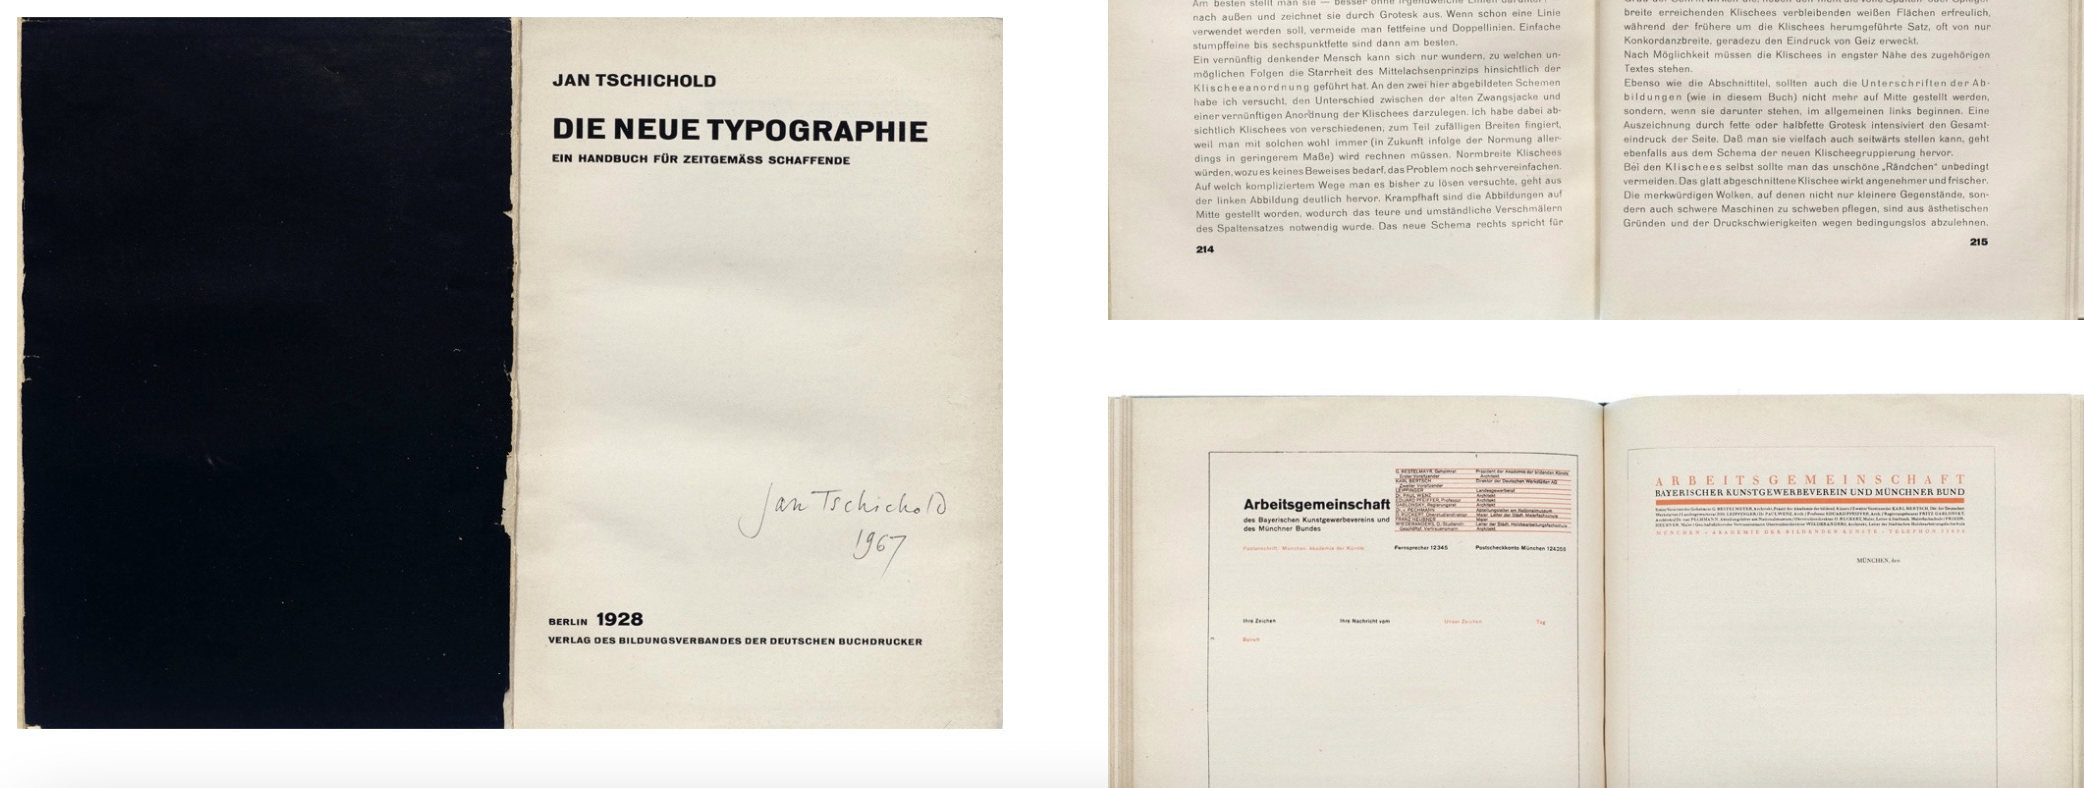 JAN TSCHICHOLD
DIE NEUE TYPOGRAPHIE
EIN HANDBUCH FÜR ZEITGEMÄSS SCHAFFENDE
Jan Tschichold
1967
BERLIN 1928
VERLAG DES BILDUNGSVERBANDES DER DEUTSCHEN BUCHDRUCKER
Am besten stellt man sie — besser ohne irgendwelche Linien darunter
nach außen und zeichnet sie durch Grotesk aus. Wenn schon eine Linie
verwendet werden soll, vermeide man fettfeine und Doppellinien. Einfache
stumpffeine bis sechspunktfette sind dann am besten.
Ein vernünftig denkender Mensch kann sich nur wundern, zu welchen un-
möglichen Folgen die Starrheit des Mittelachsenprinzips hinsichtlich der
Klischeeanordnung geführt hat. An den zwei hier abgebildeten Schemen
habe ich versucht, den Unterschied zwischen der alten Zwangsjacke und
einer vernünftigen Anordnung der Klischees darzulegen. Ich habe dabei ab-
sichtlich Klischees von verschiedenen, zum Teil zufälligen Breiten fingiert,
weil man mit solchen wohl immer (in Zukunft infolge der Normung aller-
dings in geringerem Maße) wird rechnen müssen. Normbreite Klischees
würden, wozu es keines Beweises bedarf, das Problem noch sehr vereinfachen.
Auf welch kompliziertem Wege man es bisher zu lösen versuchte, geht aus
der linken Abbildung deutlich hervor. Krampfhaft sind die Abbildungen auf
Mitte gestellt worden, wodurch das teure und umständliche Verschmälern
des Spaltensatzes notwendig wurde. Das neue Schema rechts spricht für
214
breite erreichenden Klischees verbleibenden weißen Flächen erfreulich,
während der frühere um die Klischees herumgeführte Satz, oft von nur
Konkordanzbreite, geradezu den Eindruck von Geiz erweckt.
Nach Möglichkeit müssen die Klischees in engster Nähe des zugehörigen
Textes stehen.
Ebenso wie die Abschnittitel, sollten auch die Unterschriften der Ab-
bildungen (wie in diesem Buch) nicht mehr auf Mitte gestellt werden,
sondern, wenn sie darunter stehen, im allgemeinen links beginnen. Eine
Auszeichnung durch fette oder halbfette Grotesk intensiviert den Gesamt-
eindruck der Seite. Daß man sie vielfach auch seitwärts stellen kann, geht
ebenfalls aus dem Schema der neuen Klischeegruppierung hervor.
Bei den Klischees selbst sollte man das unschöne „Rändchen“ unbedingt
vermeiden. Das glatt abgeschnittene Klischee wirkt angenehmer und frischer.
Die merkwürdigen Wolken, auf denen nicht nur kleinere Gegenstände, son-
dern auch schwere Maschinen zu schweben pflegen, sind aus ästhetischen
Gründen und der Druckschwierigkeiten wegen bedingungslos abzulehnen.
215
Arbeitsgemeinschaft
des Bayerischen Kunstgewerbevereins und
des Münchner Bundes
Fernsprecher 12345
Postscheckkonto München 124255
Ihre Zeichen
Ihre Nachricht vom
Unser Zeichen
Tag
Betreff
ARBEITSGEMEINSCHAFT
BAYERISCHER KUNSTGEWERBEVEREIN UND MÜNCHNER BUND
MÜNCHEN, den